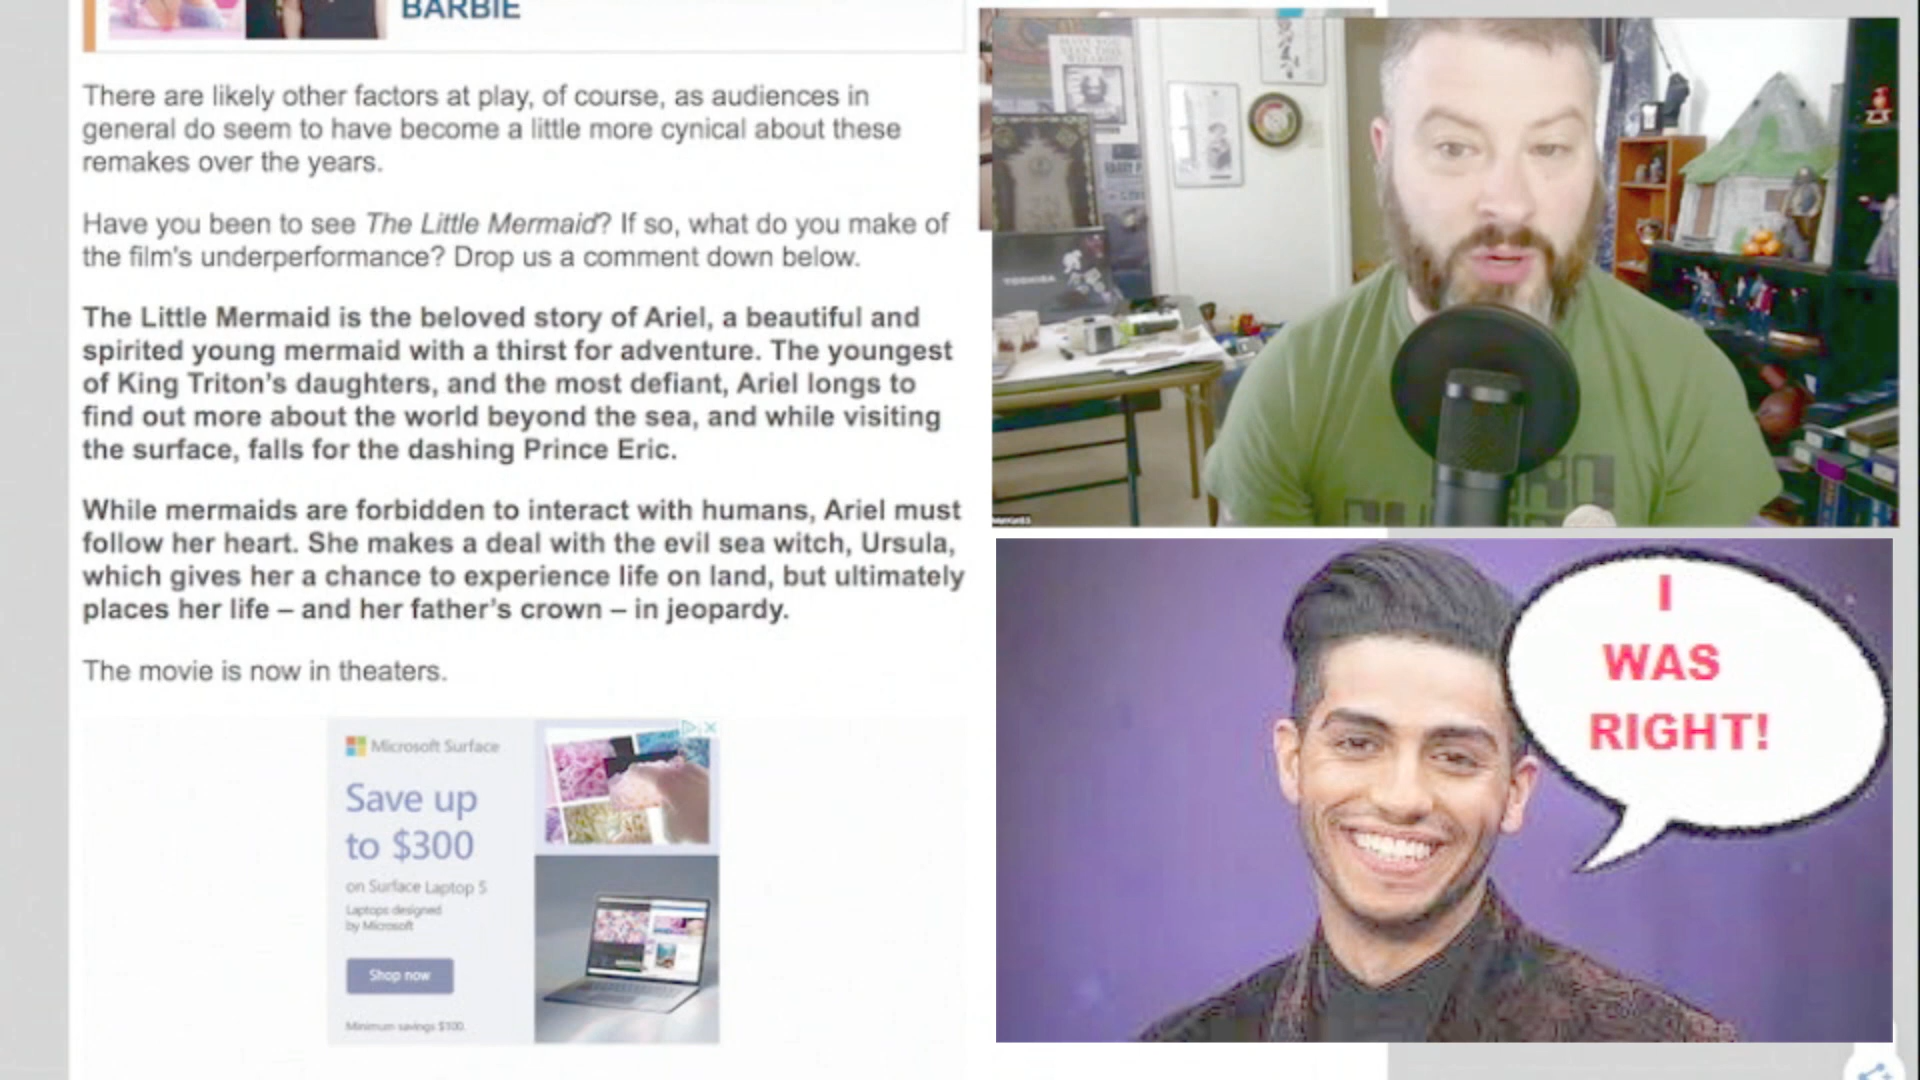 BARBIE
There are likely other factors at play, of course, as audiences in
general do seem to have become a little more cynical about these
remakes over the years.
Have you been to see The Little Mermaid? If so, what do you make of
the film's underperformance? Drop us a comment down below.
The Little Mermaid is the beloved story of Ariel, a beautiful and
spirited young mermaid with a thirst for adventure. The youngest
of King Triton’s daughters, and the most defiant, Ariel longs to
find out more about the world beyond the sea, and while visiting
the surface, falls for the dashing Prince Eric.
While mermaids are forbidden to interact with humans, Ariel must
follow her heart. She makes a deal with the evil sea witch, Ursula,
which gives her a chance to experience life on land, but ultimately
places her life – and her father’s crown – in jeopardy.
The movie is now in theaters.
Microsoft Surface
Save up
to $300
on Surface Laptop 5
Laptops designed
by Microsoft
Shop now
Minimum savings $100.
TOSHIBA
I
WAS
RIGHT!